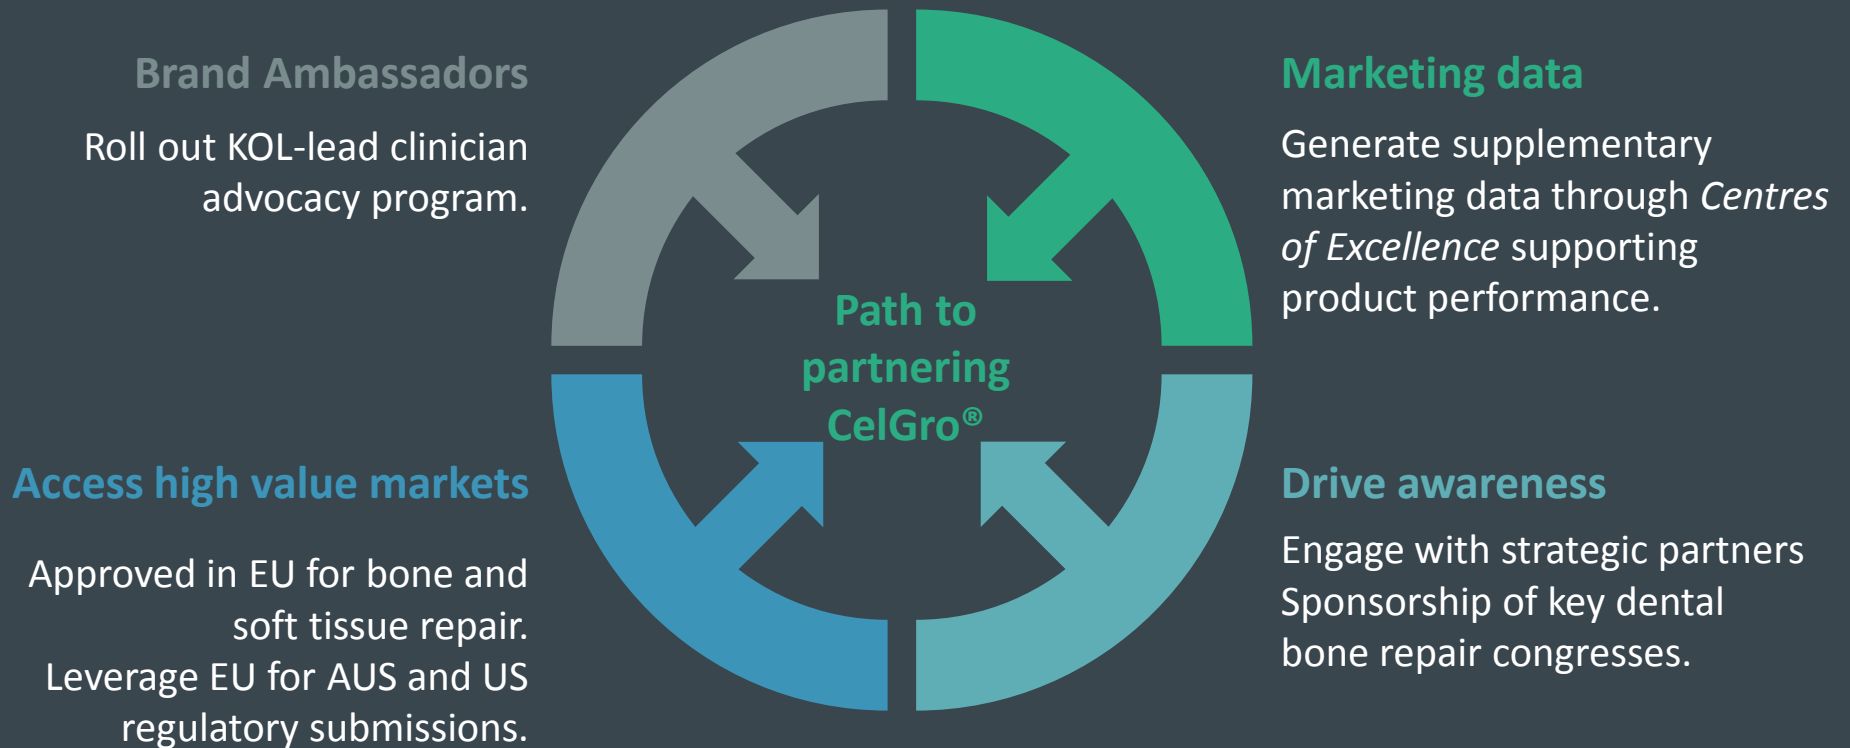 Brand Ambassadors
Roll out KOL-lead clinician
advocacy program.
Marketing data
Generate supplementary
marketing data through Centres
of Excellence supporting
product performance.
Path to
partnering
CelGro®
Access high value markets
Approved in EU for bone and
soft tissue repair.
Leverage EU for AUS and US
regulatory submissions.
Drive awareness
Engage with strategic partners
Sponsorship of key dental
bone repair congresses.